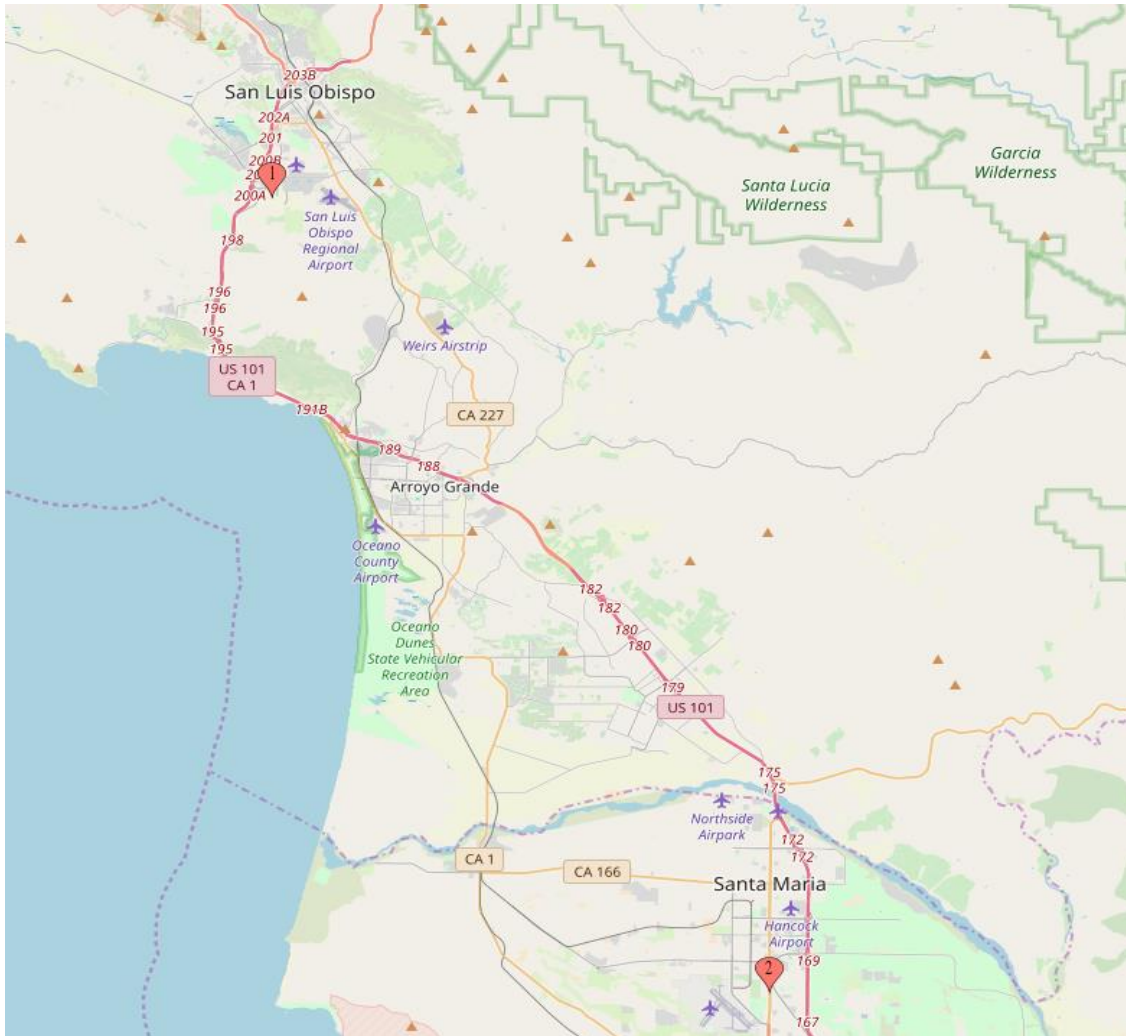 203B
San Luis Obispo
202A
201
200B
1
200A
San Luis
Obispo
Regional
Airport
198
Santa Lucia
Wilderness
Garcia
Wilderness
196
196
195
195
US 101
CA 1
Weirs Airstrip
191B
CA 227
189
188
Arroyo Grande
Oceano
County
Airport
182
182
180
180
Oceano
Dunes
State Vehicular
Recreation
Area
179
US 101
175
175
Northside
Airpark
172
172
CA 1
CA 166
Santa Maria
Hancock
Airport
169
2
167